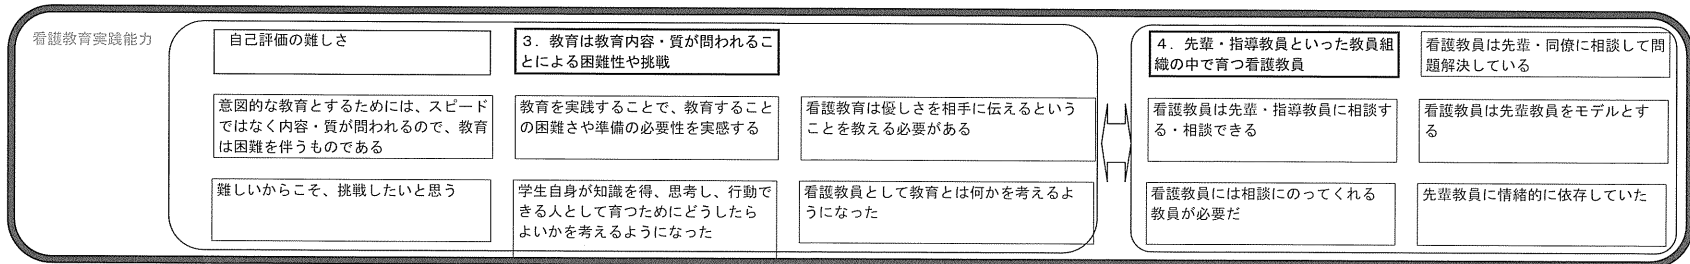 看護教育実践能力
自己評価の難しさ
3．教育は教育内容・質が問われるこ
とによる困難性や挑戦
意図的な教育とするためには、スピード
ではなく内容・質が問われるので、教育
は困難を伴うものである
教育を実践することで、教育すること
の困難さや準備の必要性を実感する
看護教育は優しさを相手に伝えるという
ことを教える必要がある
難しいからこそ、挑戦したいと思う
学生自身が知識を得、思考し、行動で
きる人として育つためにどうしたら
よいかを考えるようになった
看護教員として教育とは何かを考えるよ
うになった
4．先輩・指導教員といった教員組
織の中で育つ看護教員
看護教員は先輩・同僚に相談して問
題解決している
看護教員は先輩・指導教員に相談す
る・相談できる
看護教員は先輩教員をモデルとす
る
看護教員には相談にのってくれる
教員が必要だ
先輩教員に情緒的に依存していた